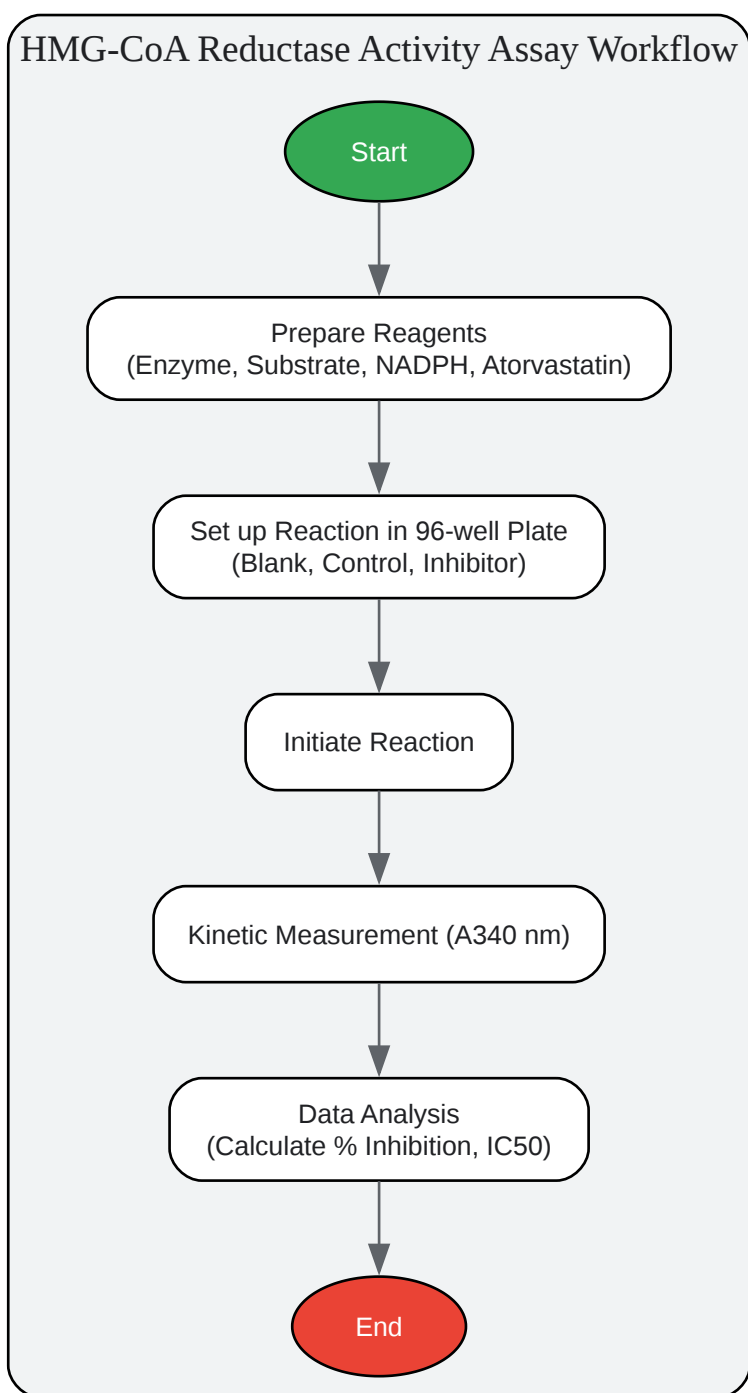 HMG-CoA Reductase Activity Assay Workflow
Start
Prepare Reagents
(Enzyme, Substrate, NADPH, Atorvastatin)
Set up Reaction in 96-well Plate
(Blank, Control, Inhibitor)
Initiate Reaction
Kinetic Measurement (A340 nm)
Data Analysis
(Calculate % Inhibition, IC50)
End